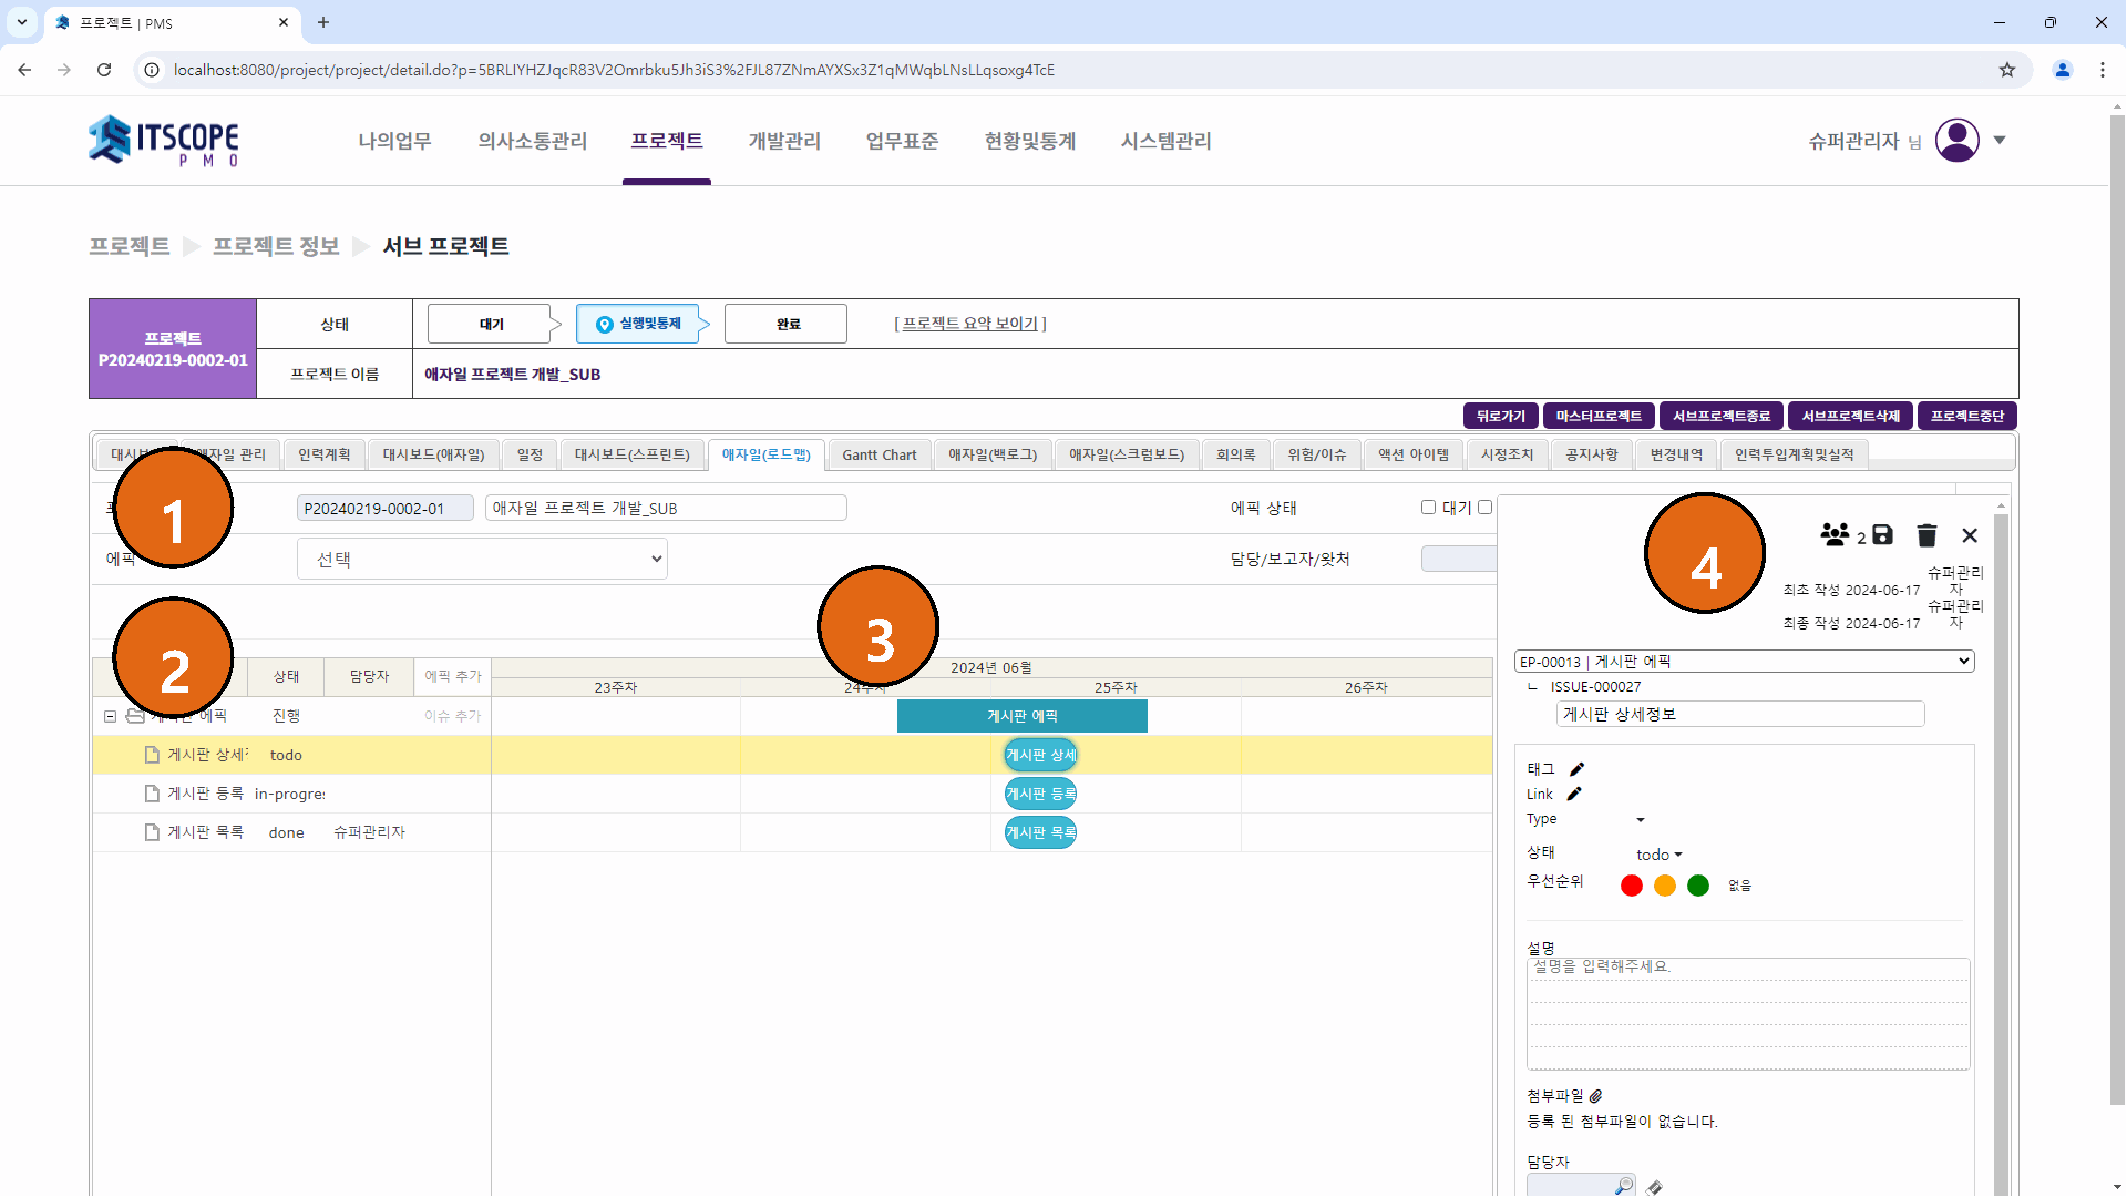 프로젝트 | PMS
localhost:8080/project/project/detail.do?p=5BRLIYHZJqcR83V2Omrbku5Jh3iS3%2FJL87ZNmAYXSx3Z1qMWqbLNsLLqsoxg4TcE
ITSCOPE
PMO
나의업무 의사소통관리 프로젝트 개발관리 업무표준 현황및통계 시스템관리
슈퍼관리자 님
프로젝트 프로젝트 정보 서브 프로젝트
프로젝트
P20240219-0002-01
상태 대기 실행및통제 완료 [ 프로젝트 요약 보이기 ]
프로젝트 이름 애자일 프로젝트 개발_SUB
뒤로가기 마스터프로젝트 서브프로젝트종료 서브프로젝트삭제 프로젝트중단
관리 인력계획 대시보드(애자일) 일정 대시보드(스프린트) 애자일(로드맵) Gantt Chart 애자일(백로그) 애자일(스크럼보드) 회의록 위험/이슈 액션 아이템 시정조치 공지사항 변경내역 인력투입계획및실적
1
P20240219-0002-01 애자일 프로젝트 개발_SUB
에픽 상태 대기
에픽 선택
담당/보고자/왓처
2
3
4
2
최초 작성 2024-06-17 슈퍼관리자
최종 작성 2024-06-17 슈퍼관리자
상태 담당자 에픽 추가
2024년 06월
23주차 25주차 26주차
에픽 진행 이슈 추가
게시판 에픽
게시판 상세 todo
게시판 상세
게시판 등록 in-progre
게시판 등록
게시판 목록 done 슈퍼관리자
게시판 목록
EP-00013 | 게시판 에픽
ISSUE-000027
게시판 상세정보
태그
Link
Type
상태 todo
우선순위 없음
설명
설명을 입력해주세요.
첨부파일
등록 된 첨부파일이 없습니다.
담당자